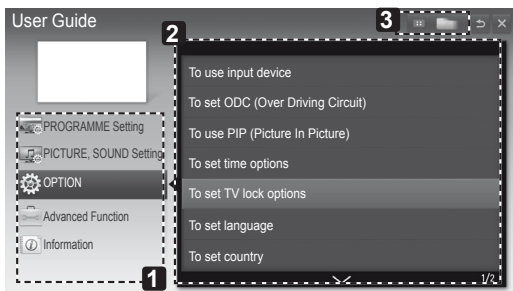 User Guide
3
2
To use input device
To set ODC (Over Driving Circuit)
To use PIP (Picture In Picture)
To set time options
To set TV lock options
To set language
To set country
1/2
PROGRAMME Setting
PICTURE, SOUND Setting
OPTION
Advanced Function
Information
1